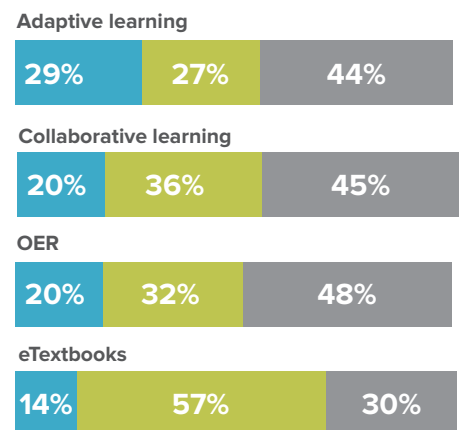 Adaptive learning
29% 27% 44%
Collaborative learning
20% 36% 45%
OER
20% 32% 48%
eTextbooks
14% 57% 30%